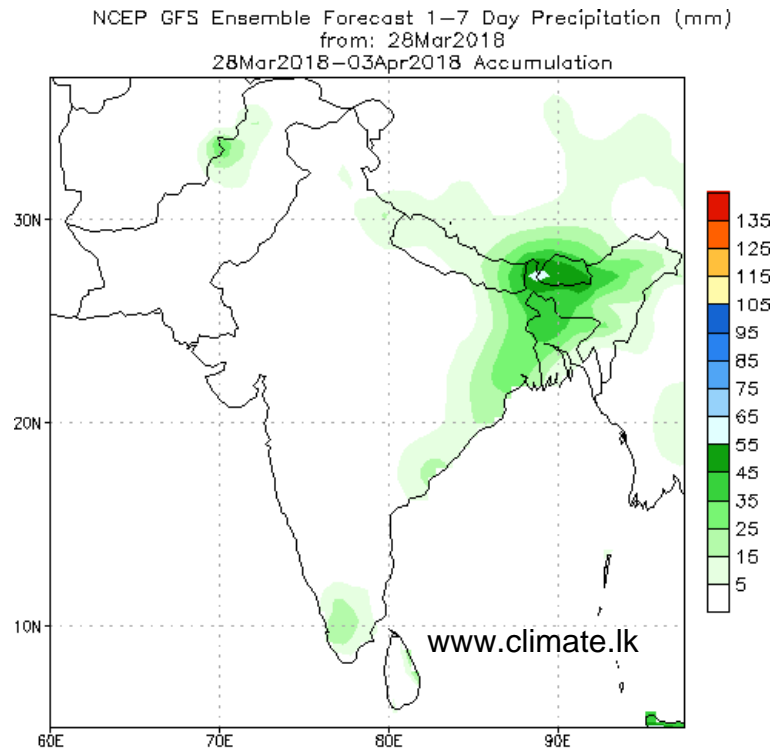 NCEP GFS Ensemble Forecast 1-7 Day Precipitation (mm)
from: 28Mar2018
28Mar2018-03Apr2018 Accumulation
30N
20N
10N
60E
70E
80E
90E
135
125
115
105
95
85
75
65
55
45
35
25
15
5
www.climate.lk